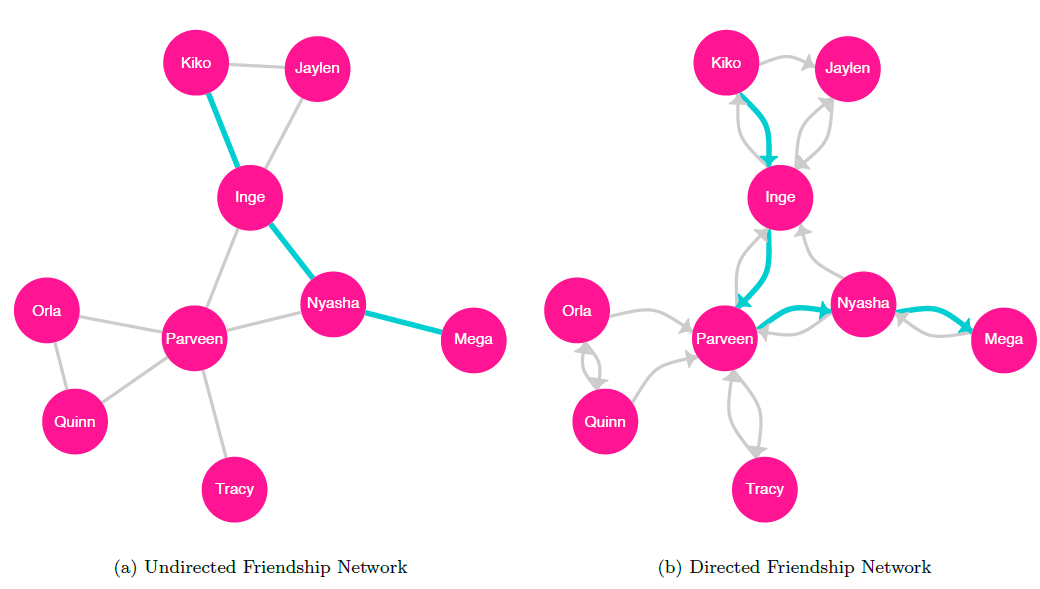 Kiko
Jaylen
Inge
Orla
Nyasha
Parveen
Mega
Quinn
Tracy
(a) Undirected Friendship Network
Kiko
Jaylen
Inge
Orla
Nyasha
Parveen
Mega
Quinn
Tracy
(b) Directed Friendship Network